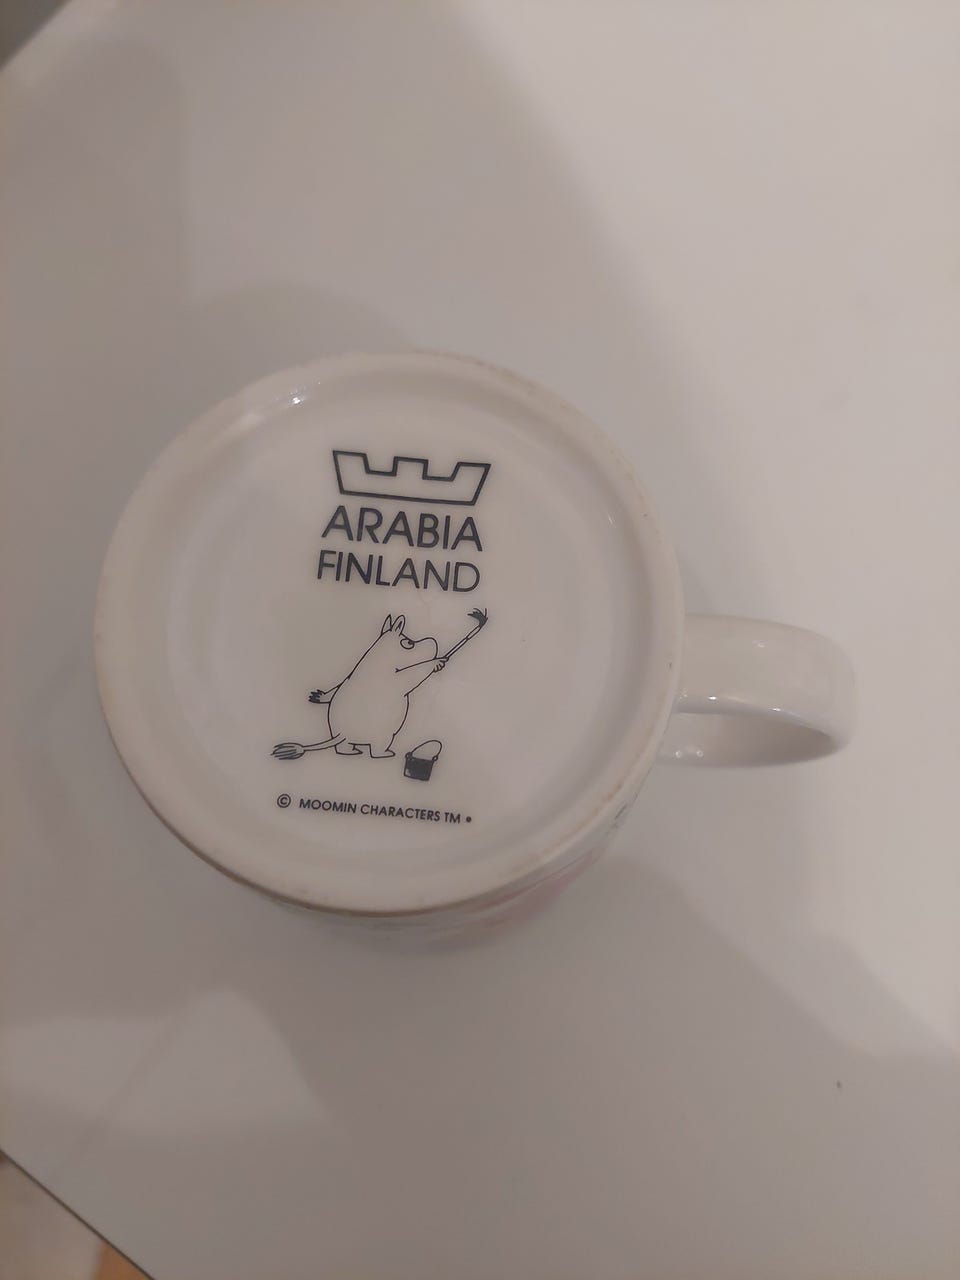 ARABIA
FINLAND
© MOOMIN CHARACTERS TM •